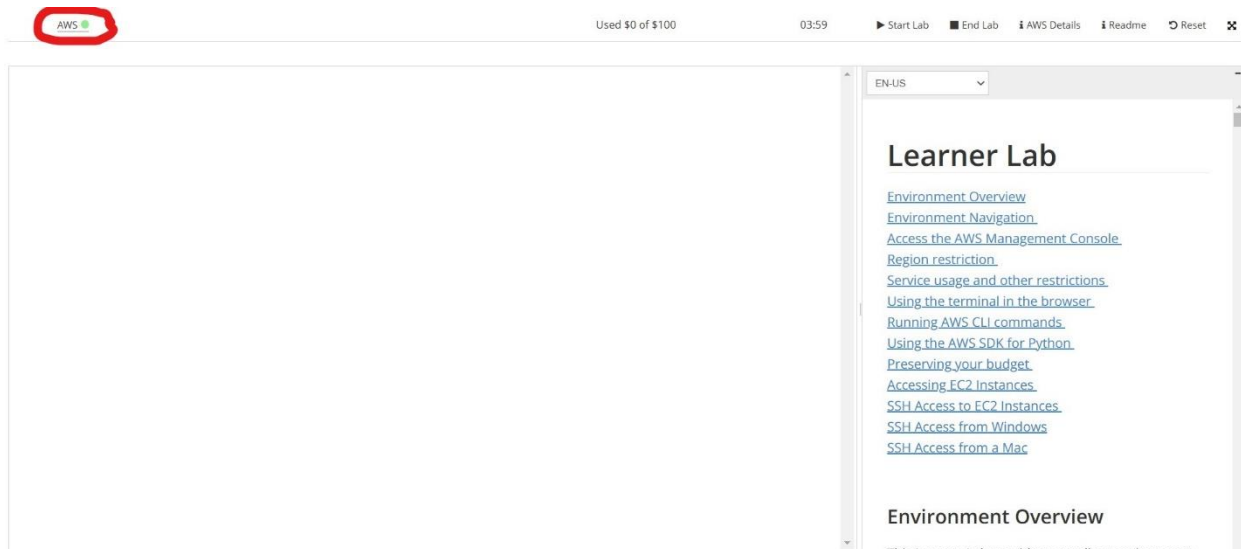 AWS Used $0 of $100 03:59 Start Lab End Lab AWS Details Readme Reset
EN-US
Learner Lab
Environment Overview
Environment Navigation
Access the AWS Management Console
Region restriction
Service usage and other restrictions
Using the terminal in the browser
Running AWS CLI commands
Using the AWS SDK for Python
Preserving your budget
Accessing EC2 Instances
SSH Access to EC2 Instances
SSH Access from Windows
SSH Access from a Mac
Environment Overview